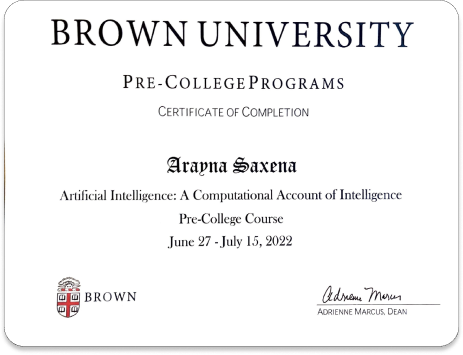 BROWN UNIVERSITY
PRE-COLLEGE PROGRAMS
CERTIFICATE OF COMPLETION
Arayna Saxena
Artificial Intelligence: A Computational Account of Intelligence
Pre-College Course
June 27 - July 15, 2022
BROWN
Adrienne Marcus
ADRIENNE MARCUS, DEAN